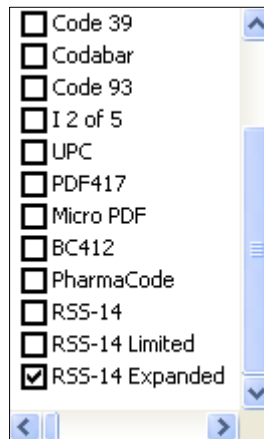 Code 39
Codabar
Code 93
I 2 of 5
UPC
PDF417
Micro PDF
BC412
PharmaCode
RSS-14
RSS-14 Limited
RSS-14 Expanded